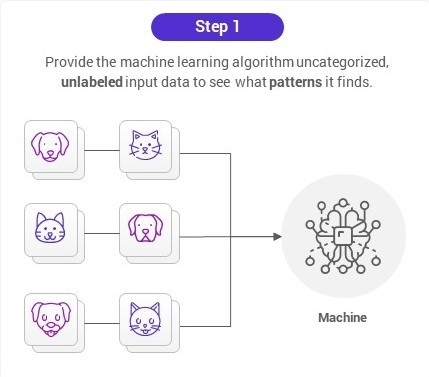 Step 1
Provide the machine learning algorithm uncategorized,
unlabeled input data to see what patterns it finds.
Machine